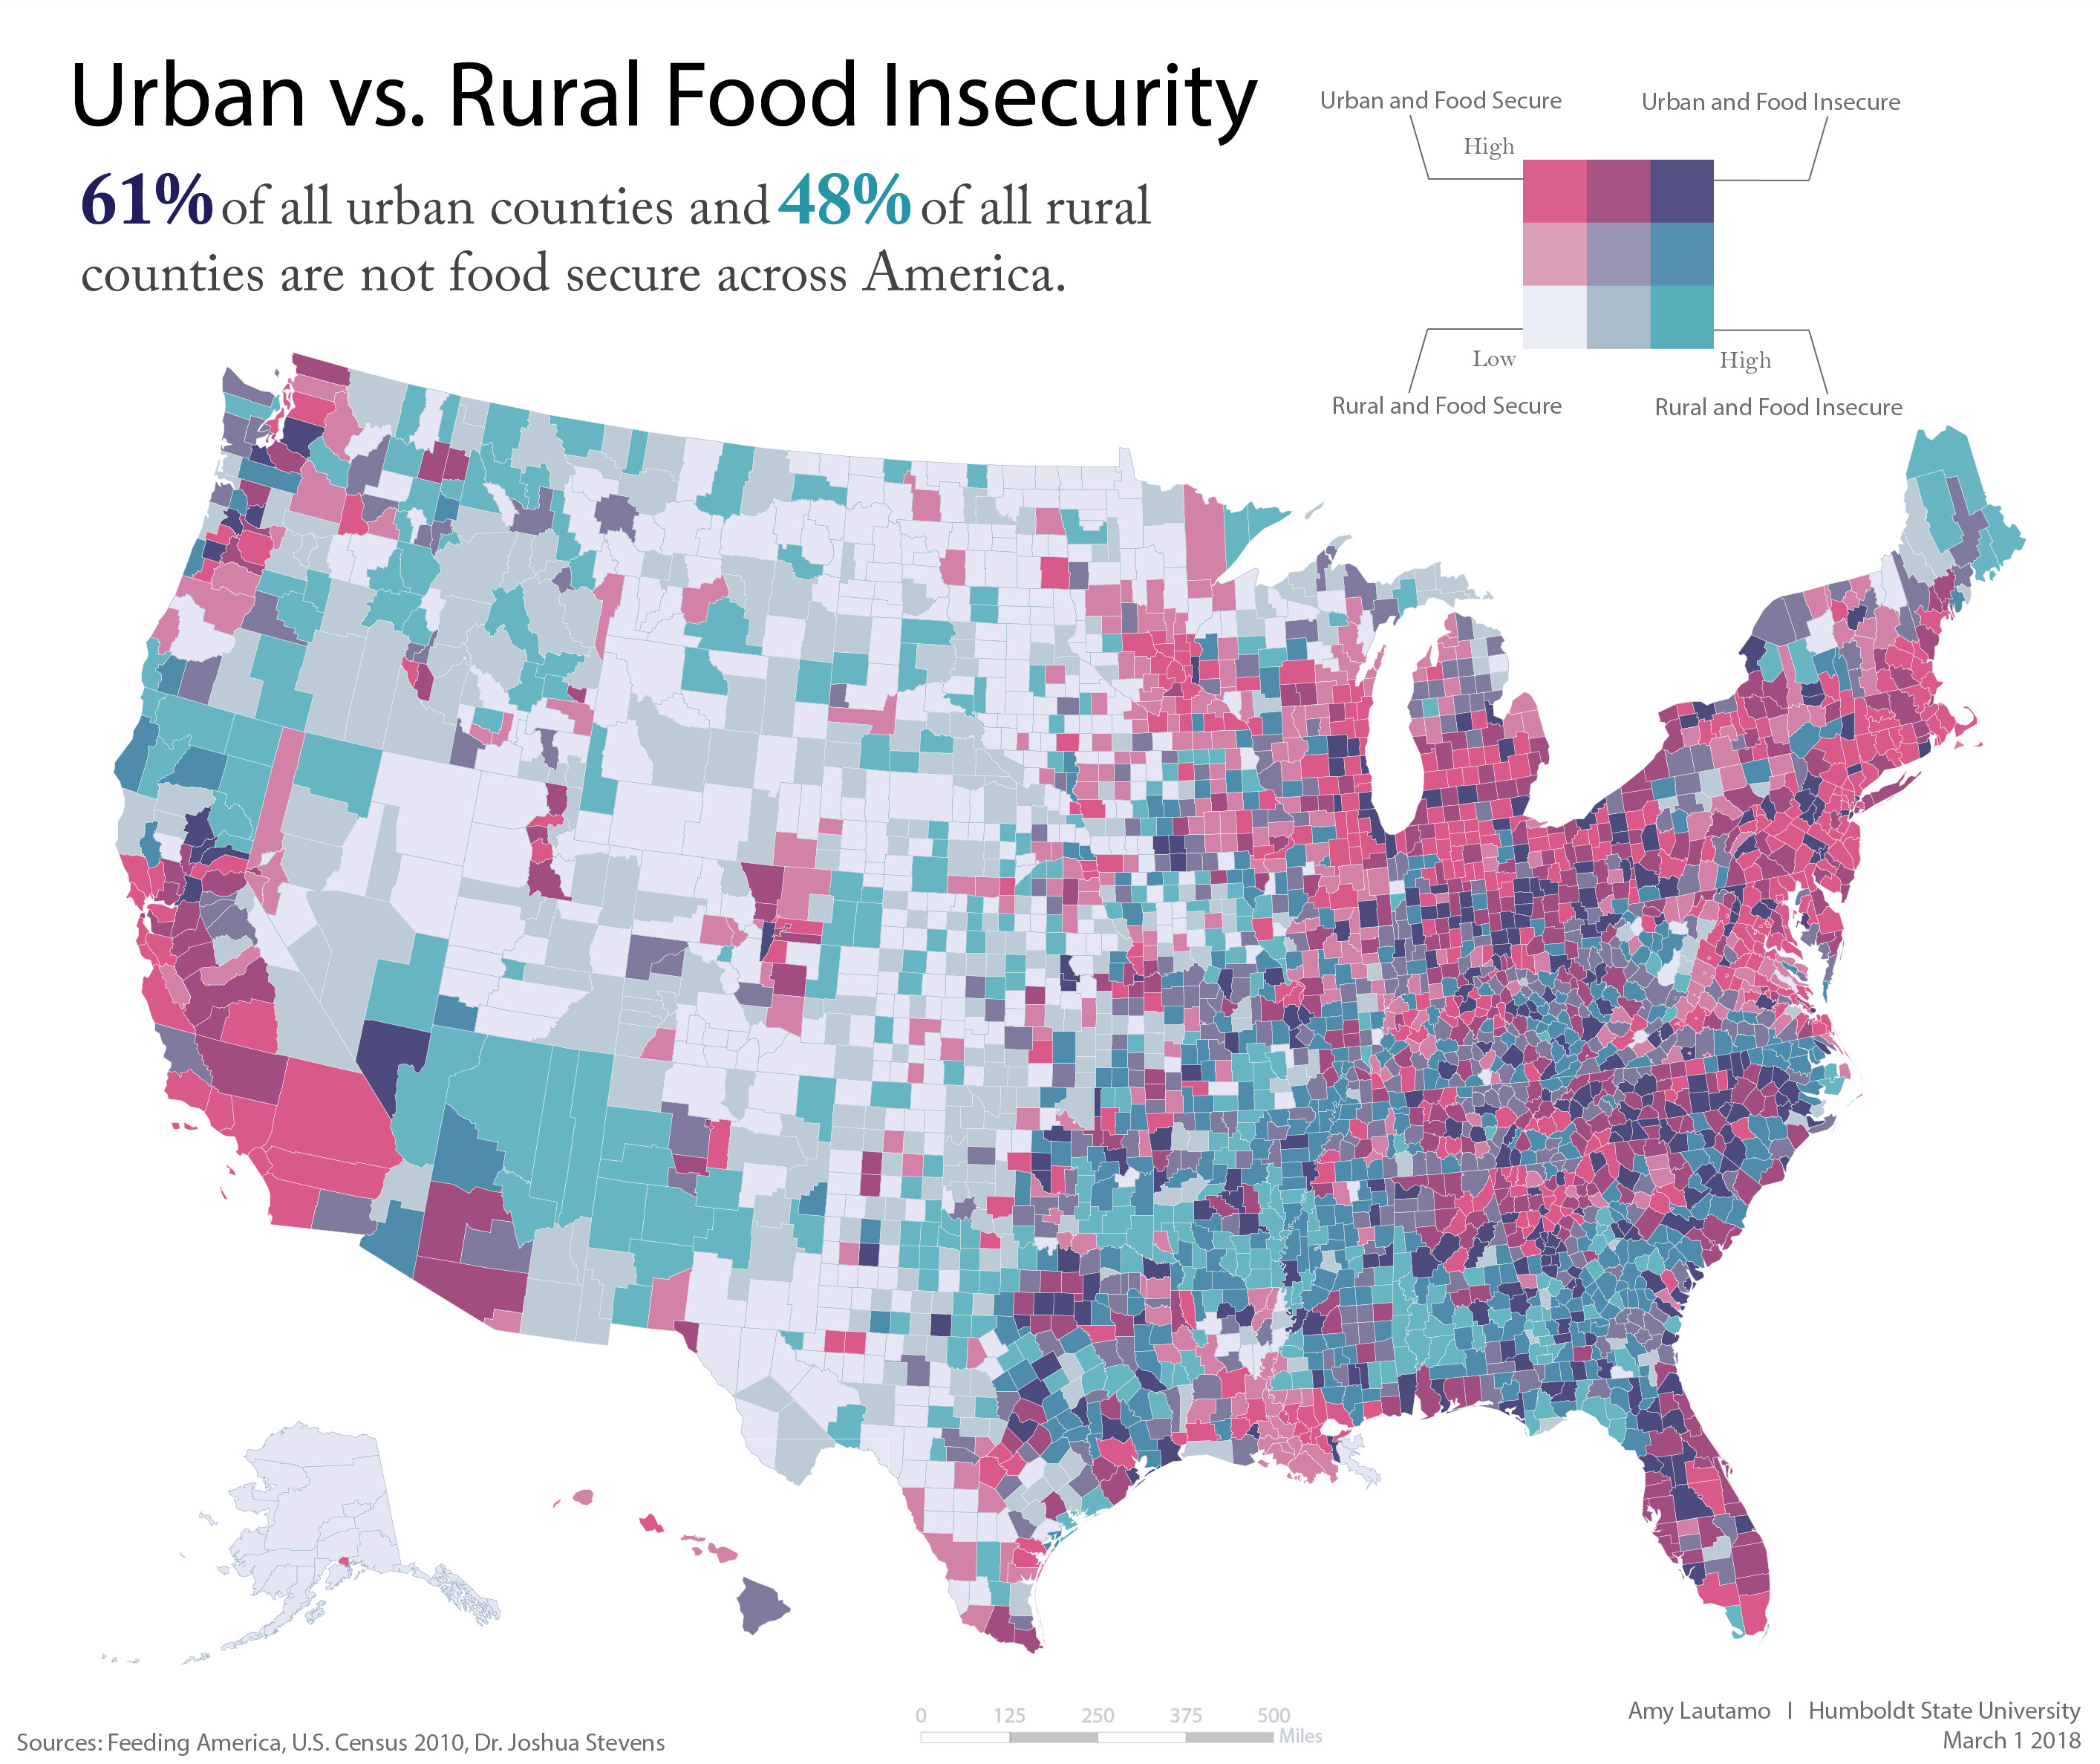 Urban vs. Rural Food Insecurity
61% of all urban counties and 48% of all rural
counties are not food secure across America.
Urban and Food Secure
Urban and Food Insecure
High
Low
High
Rural and Food Secure
Rural and Food Insecure
0 125 250 375 500
Miles
Sources: Feeding America, U.S. Census 2010, Dr. Joshua Stevens
Amy Lautamo I Humboldt State University
March 1 2018